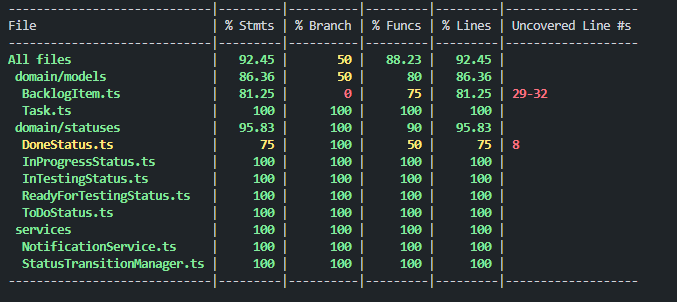 -----------------------------|---------|----------|---------|---------|-------------------
File                         | % Stmts | % Branch | % Funcs | % Lines | Uncovered Line #s
-----------------------------|---------|----------|---------|---------|-------------------
All files                    |   92.45 |       50 |   88.23 |   92.45 |
 domain/models               |   86.36 |       50 |      80 |   86.36 |
  BacklogItem.ts             |   81.25 |        0 |      75 |   81.25 | 29-32
  Task.ts                    |     100 |      100 |     100 |     100 |
 domain/statuses             |   95.83 |      100 |      90 |   95.83 |
  DoneStatus.ts              |      75 |      100 |      50 |      75 | 8
  InProgressStatus.ts        |     100 |      100 |     100 |     100 |
  InTestingStatus.ts         |     100 |      100 |     100 |     100 |
  ReadyForTestingStatus.ts   |     100 |      100 |     100 |     100 |
  ToDoStatus.ts              |     100 |      100 |     100 |     100 |
 services                    |     100 |      100 |     100 |     100 |
  NotificationService.ts     |     100 |      100 |     100 |     100 |
  StatusTransitionManager.ts |     100 |      100 |     100 |     100 |
-----------------------------|---------|----------|---------|---------|-------------------